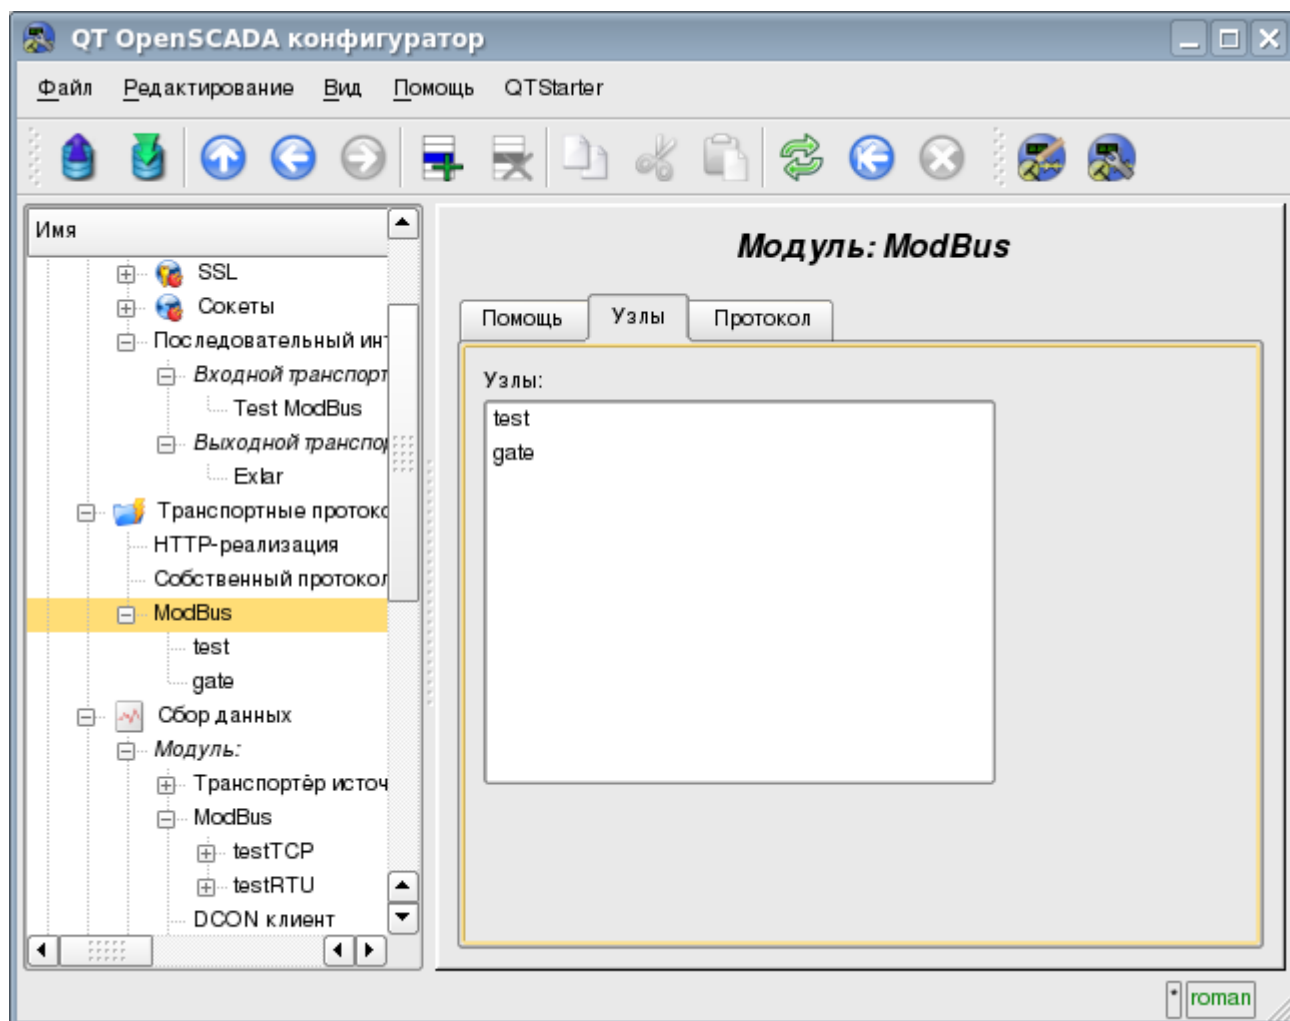 QT OpenSCADA конфигуратор
Файл Редактирование Вид Помощь QTStarter
Имя
SSL
Сокеты
Последовательный инт
Входной транспорт
Test ModBus
Выходной транспор
Exlar
Транспортные протоко
HTTP-реализация
Собственный протокол
ModBus
test
gate
Сбор данных
Модуль:
Транспортёр источ
ModBus
testTCP
testRTU
DCON клиент
Модуль: ModBus
Помощь Узлы Протокол
Узлы:
test
gate
* roman